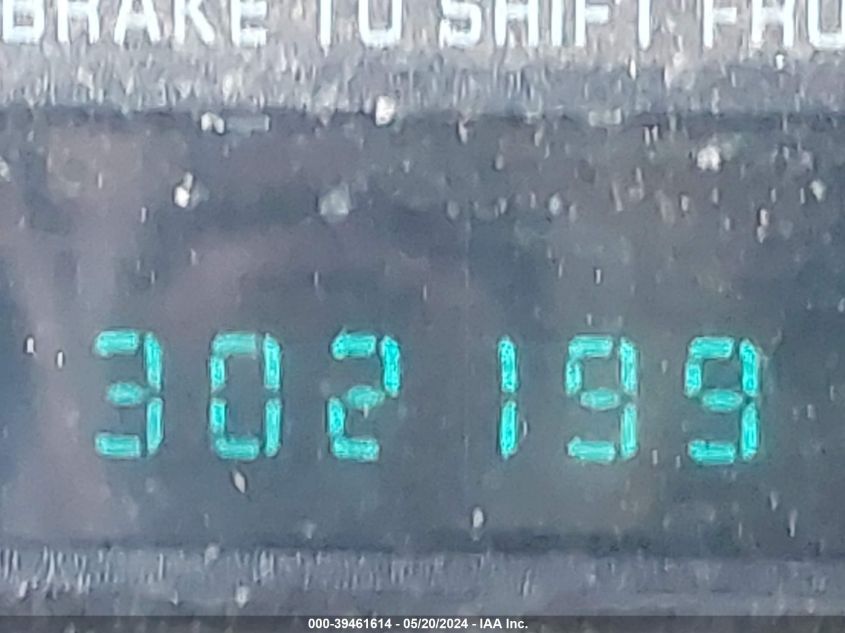 BRAKE TO SHIFT FRO
302199
000-39461614 - 05/20/2024 - IAA Inc.